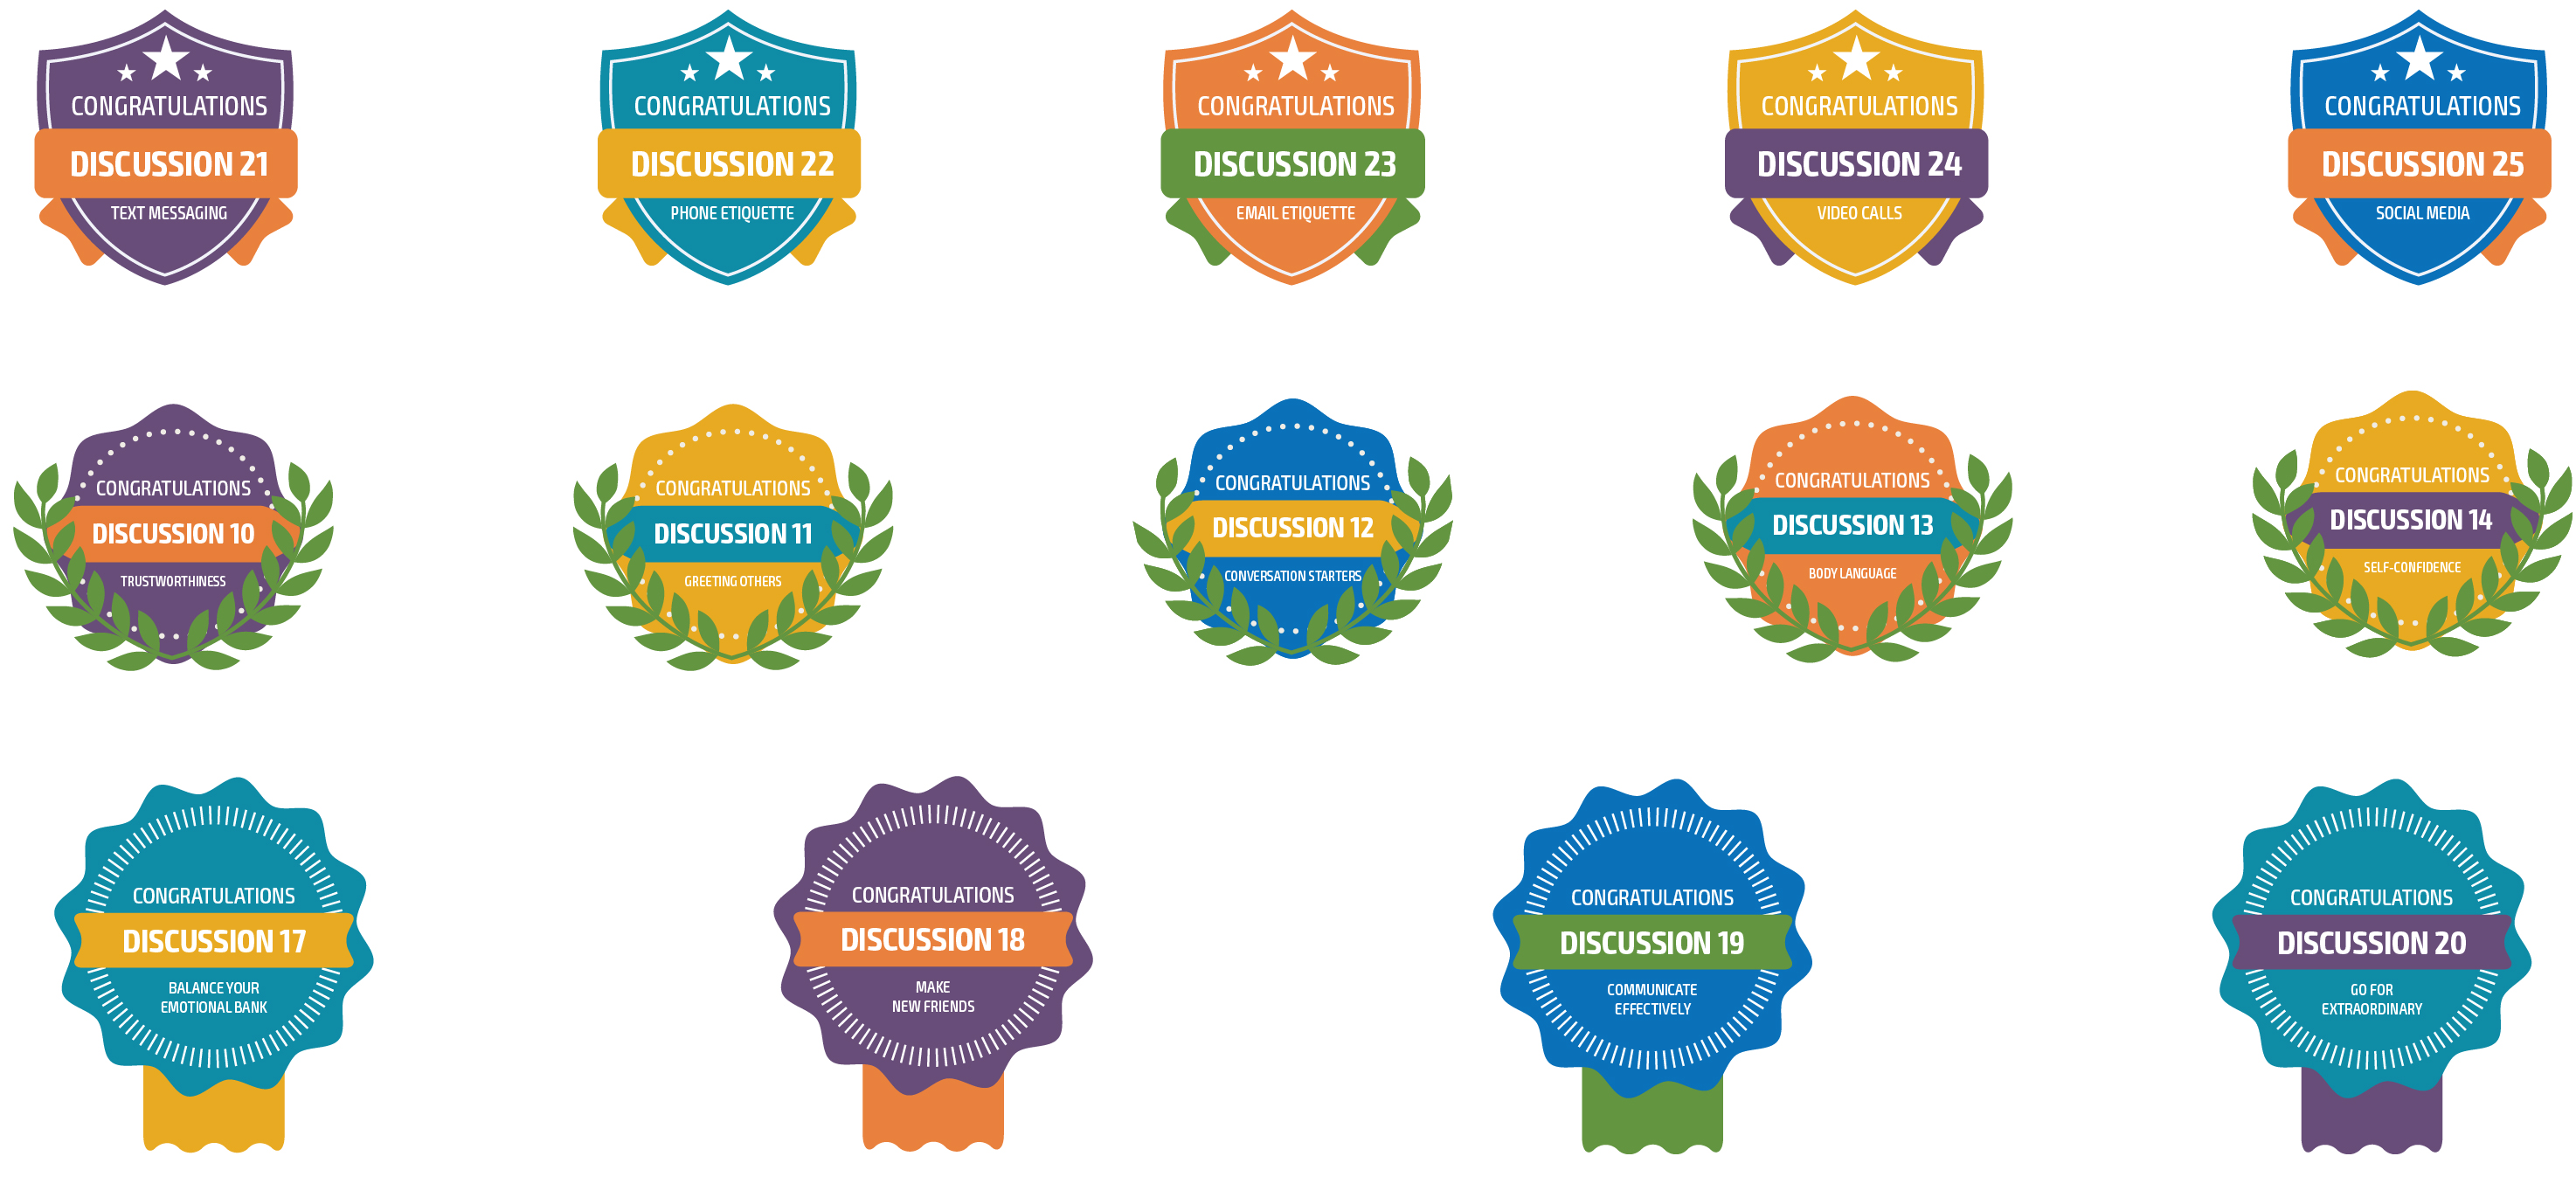 CONGRATULATIONS
DISCUSSION 21
TEXT MESSAGING
CONGRATULATIONS
DISCUSSION 22
PHONE ETIQUETTE
CONGRATULATIONS
DISCUSSION 23
EMAIL ETIQUETTE
CONGRATULATIONS
DISCUSSION 24
VIDEO CALLS
CONGRATULATIONS
DISCUSSION 25
SOCIAL MEDIA
CONGRATULATIONS
DISCUSSION 10
TRUSTWORTHINESS
CONGRATULATIONS
DISCUSSION 11
GREETING OTHERS
CONGRATULATIONS
DISCUSSION 12
CONVERSATION STARTERS
CONGRATULATIONS
DISCUSSION 13
BODY LANGUAGE
CONGRATULATIONS
DISCUSSION 14
SELF-CONFIDENCE
CONGRATULATIONS
DISCUSSION 17
BALANCE YOUR
EMOTIONAL BANK
CONGRATULATIONS
DISCUSSION 18
MAKE
NEW FRIENDS
CONGRATULATIONS
DISCUSSION 19
COMMUNICATE
EFFECTIVELY
CONGRATULATIONS
DISCUSSION 20
GO FOR
EXTRAORDINARY